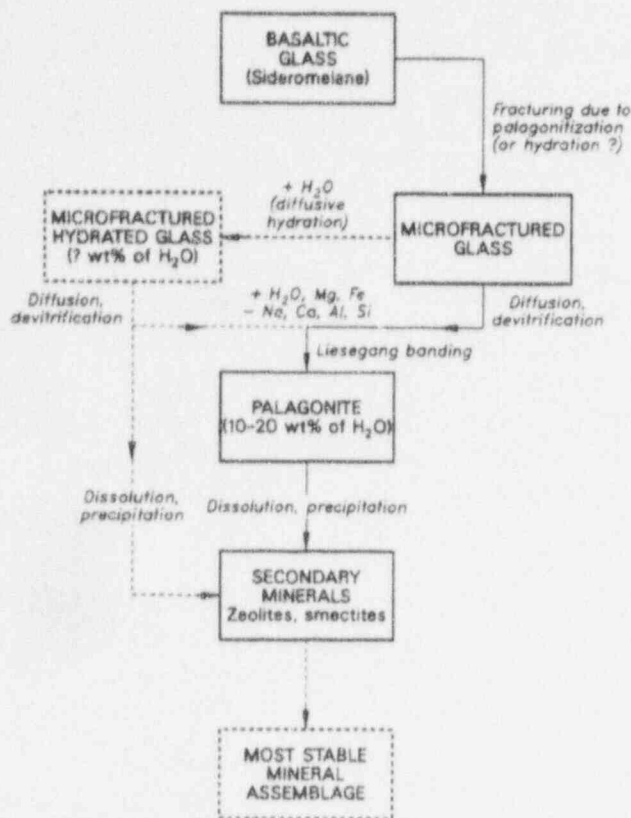 BASALTIC
GLASS
(Sideromelane)
Fracturing due to
palagonitization
(or hydration ?)
+ H₂O
(diffusive
hydration)
MICROFRACTURED
HYDRATED GLASS
(? wt% of H₂O)
MICROFRACTURED
GLASS
Diffusion,
devitrification
+ H₂O, Mg, Fe
− Na, Ca, Al, Si
Diffusion,
devitrification
Liesegang banding
PALAGONITE
(10-20 wt% of H₂O)
Dissolution,
precipitation
Dissolution, precipitation
SECONDARY
MINERALS
Zeolites, smectites
MOST STABLE
MINERAL
ASSEMBLAGE